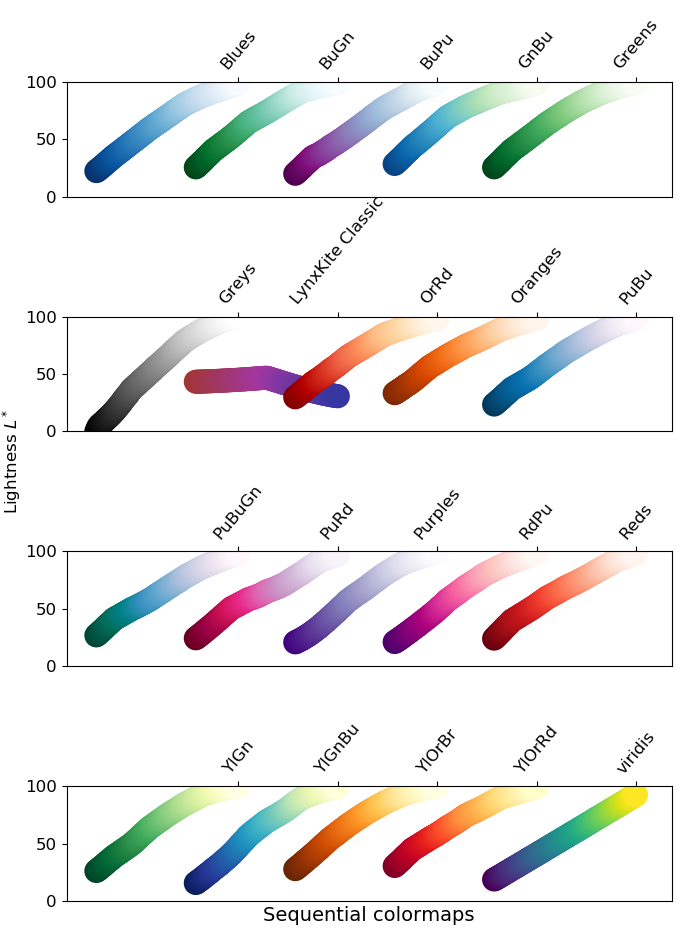 Blues BuGn BuPu GnBu Greens
100
50
0
Greys LynxKite Classic OrRd Oranges PuBu
100
50
0
Lightness L*
PuBuGn PuRd Purples RdPu Reds
100
50
0
YlGn YlGnBu YlOrBr YlOrRd viridis
100
50
0
Sequential colormaps